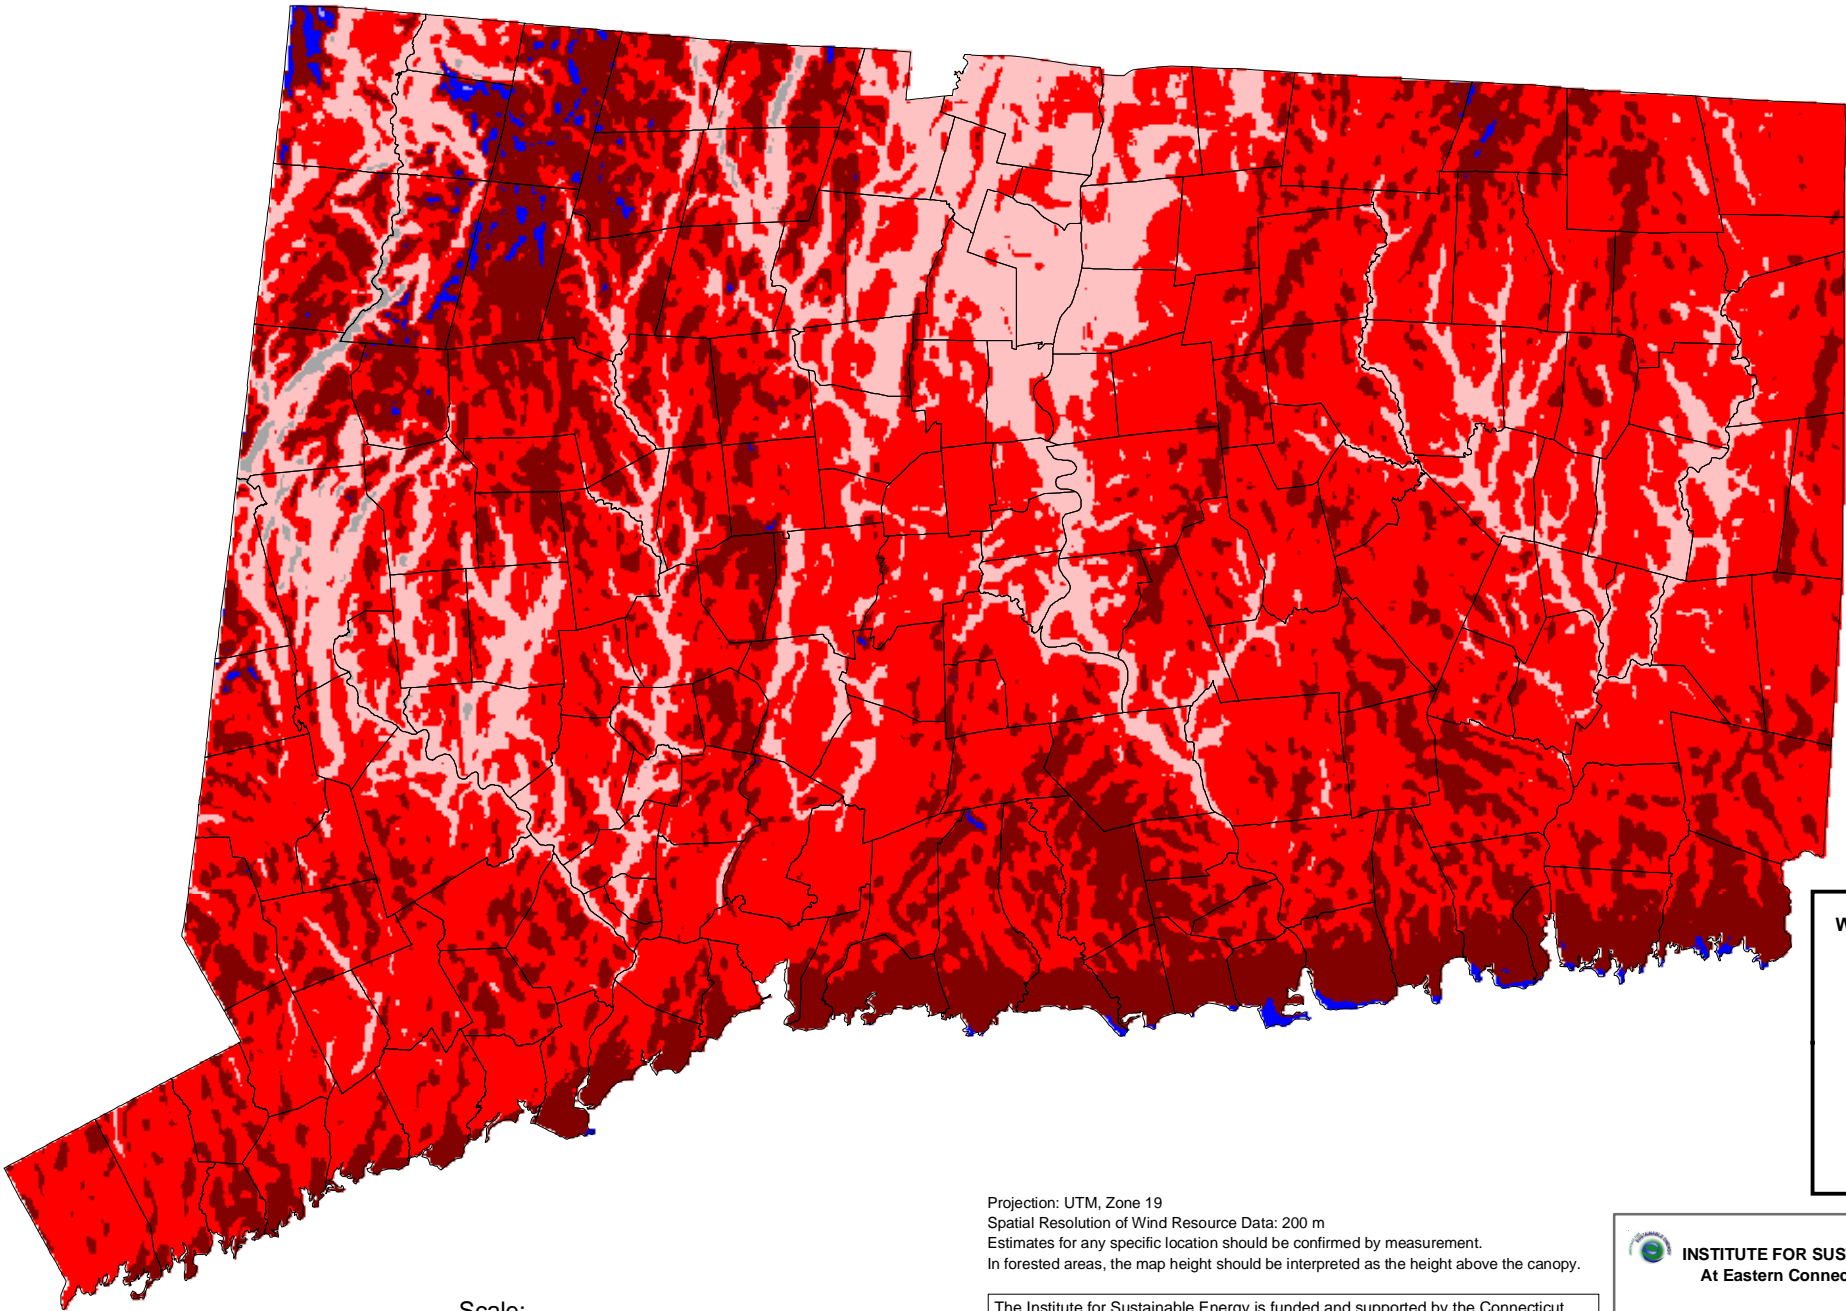 W
Projection: UTM, Zone 19
Spatial Resolution of Wind Resource Data: 200 m
Estimates for any specific location should be confirmed by measurement.
In forested areas, the map height should be interpreted as the height above the canopy.
INSTITUTE FOR SUS
At Eastern Connec
Scale:
The Institute for Sustainable Energy is funded and supported by the Connecticut